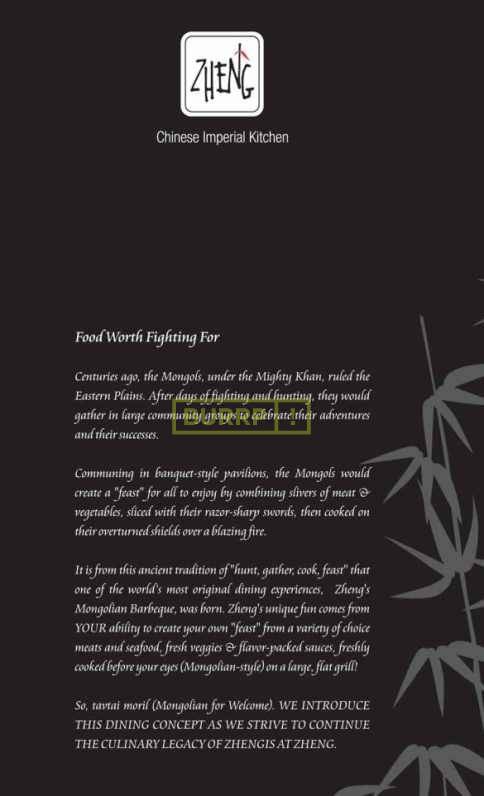 ZHENG
Chinese Imperial Kitchen
Food Worth Fighting For
Centuries ago, the Mongols, under the Mighty Khan, ruled the
Eastern Plains. After days of fighting and hunting, they would
gather in large community groups to celebrate their adventures
and their successes.
BURRP!
Communing in banquet-style pavilions, the Mongols would
create a "feast" for all to enjoy by combining slivers of meat &
vegetables, sliced with their razor-sharp swords, then cooked on
their overturned shields over a blazing fire.
It is from this ancient tradition of "hunt, gather, cook, feast" that
one of the world's most original dining experiences, Zheng's
Mongolian Barbeque, was born. Zheng's unique fun comes from
YOUR ability to create your own "feast" from a variety of choice
meats and seafood, fresh veggies & flavor-packed sauces, freshly
cooked before your eyes (Mongolian-style) on a large, flat grill!
So, tavtai moril (Mongolian for Welcome). WE INTRODUCE
THIS DINING CONCEPT AS WE STRIVE TO CONTINUE
THE CULINARY LEGACY OF ZHENGIS AT ZHENG.